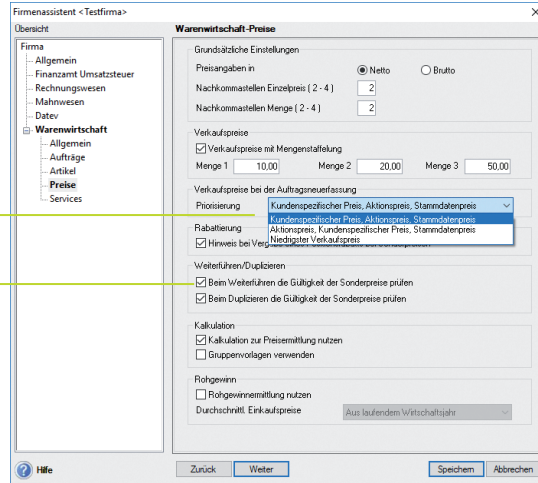 Firmenassistent <Testfirma>
Übersicht
Warenwirtschaft-Preise
Firma
Allgemein
Finanzamt Umsatzsteuer
Rechnungswesen
Mahnwesen
Datev
Warenwirtschaft
Allgemein
Aufträge
Artikel
Preise
Services
Grundsätzliche Einstellungen
Preisangaben in Netto Brutto
Nachkommastellen Einzelpreis ( 2 - 4 ) 2
Nachkommastellen Menge ( 2 - 4 ) 2
Verkaufspreise
Verkaufspreise mit Mengenstaffelung
Menge 1 10,00 Menge 2 20,00 Menge 3 50,00
Verkaufspreise bei der Auftragsneuerfassung
Priorisierung Kundenspezifischer Preis, Aktionspreis, Stammdatenpreis
Kundenspezifischer Preis, Aktionspreis, Stammdatenpreis
Aktionspreis, Kundenspezifischer Preis, Stammdatenpreis
Niedrigster Verkaufspreis
Rabattierung
Hinweis bei
Weiterführen/Duplizieren
Beim Weiterführen die Gültigkeit der Sonderpreise prüfen
Beim Duplizieren die Gültigkeit der Sonderpreise prüfen
Kalkulation
Kalkulation zur Preisermittlung nutzen
Gruppenvorlagen verwenden
Rohgewinn
Rohgewinnermittlung nutzen
Durchschnittl. Einkaufspreise Aus laufendem Wirtschaftsjahr
Hilfe Zurück Weiter Speichern Abbrechen